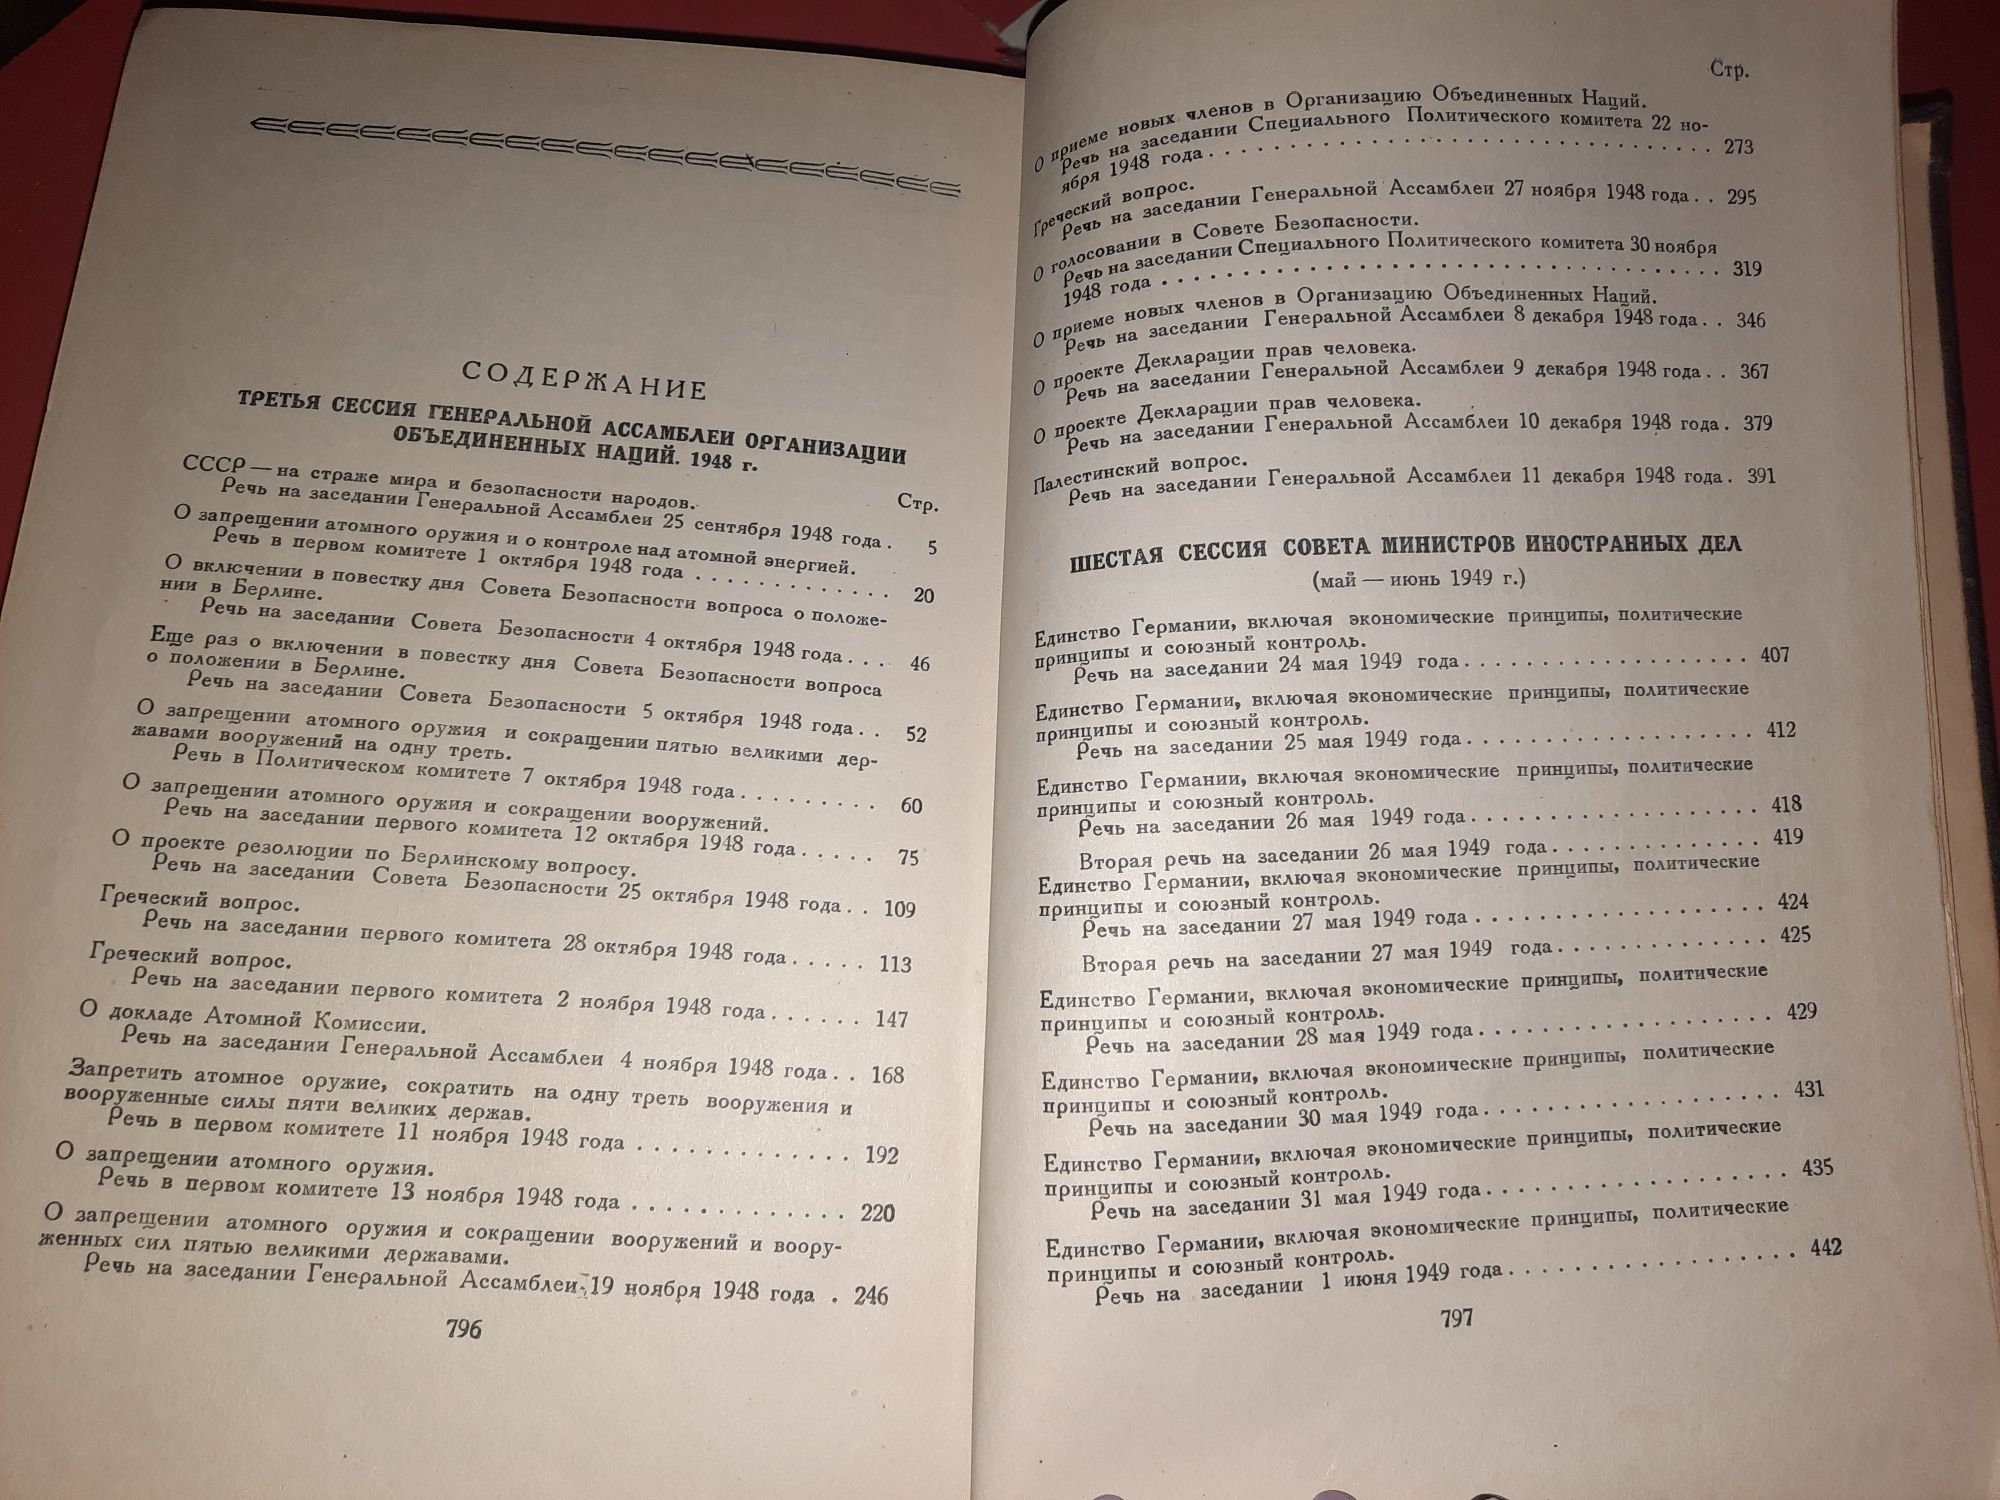 СОДЕРЖАНИЕ
ТРЕТЬЯ СЕССИЯ ГЕНЕРАЛЬНОЙ АССАМБЛЕИ ОРГАНИЗАЦИИ
ОБЪЕДИНЕННЫХ НАЦИЙ. 1948 г.
Стр.
СССР — на страже мира и безопасности народов.
Речь на заседании Генеральной Ассамблеи 25 сентября 1948 года . 5
О запрещении атомного оружия и о контроле над атомной энергией.
Речь в первом комитете 1 октября 1948 года . . . . . . . . . . . . . 20
О включении в повестку дня Совета Безопасности вопроса о положе-
нии в Берлине.
Речь на заседании Совета Безопасности 4 октября 1948 года . . . 46
Еще раз о включении в повестку дня Совета Безопасности вопроса
о положении в Берлине.
Речь на заседании Совета Безопасности 5 октября 1948 года . . 52
О запрещении атомного оружия и сокращении пятью великими дер-
жавами вооружений на одну треть.
Речь в Политическом комитете 7 октября 1948 года . . . . . . . . . 60
О запрещении атомного оружия и сокращении вооружений.
Речь на заседании первого комитета 12 октября 1948 года . . . . . 75
О проекте резолюции по Берлинскому вопросу.
Речь на заседании Совета Безопасности 25 октября 1948 года . . 109
Греческий вопрос.
Речь на заседании первого комитета 28 октября 1948 года . . . . . 113
Греческий вопрос.
Речь на заседании первого комитета 2 ноября 1948 года . . . . . . 147
О докладе Атомной Комиссии.
Речь на заседании Генеральной Ассамблеи 4 ноября 1948 года . . 168
Запретить атомное оружие, сократить на одну треть вооружения и
вооруженные силы пяти великих держав.
Речь в первом комитете 11 ноября 1948 года . . . . . . . . . . . . . 192
О запрещении атомного оружия.
Речь в первом комитете 13 ноября 1948 года . . . . . . . . . . . . . 220
О запрещении атомного оружия и сокращении вооружений и воору-
женных сил пятью великими державами.
Речь на заседании Генеральной Ассамблеи 19 ноября 1948 года . 246
796
Стр.
О приеме новых членов в Организацию Объединенных Наций.
Речь на заседании Специального Политического комитета 22 но-
ября 1948 года . . . . . . . . . . . . . . . . . . . . . . . . . . . . . . . . 273
Греческий вопрос.
Речь на заседании Генеральной Ассамблеи 27 ноября 1948 года . . 295
О голосовании в Совете Безопасности.
Речь на заседании Специального Политического комитета 30 ноября
1948 года . . . . . . . . . . . . . . . . . . . . . . . . . . . . . . . . . . . 319
О приеме новых членов в Организацию Объединенных Наций.
Речь на заседании Генеральной Ассамблеи 8 декабря 1948 года . . 346
О проекте Декларации прав человека.
Речь на заседании Генеральной Ассамблеи 9 декабря 1948 года . . 367
О проекте Декларации прав человека.
Речь на заседании Генеральной Ассамблеи 10 декабря 1948 года . 379
Палестинский вопрос.
Речь на заседании Генеральной Ассамблеи 11 декабря 1948 года . 391
ШЕСТАЯ СЕССИЯ СОВЕТА МИНИСТРОВ ИНОСТРАННЫХ ДЕЛ
(май — июнь 1949 г.)
Единство Германии, включая экономические принципы, политические
принципы и союзный контроль.
Речь на заседании 24 мая 1949 года . . . . . . . . . . . . . . . . . . 407
Единство Германии, включая экономические принципы, политические
принципы и союзный контроль.
Речь на заседании 25 мая 1949 года . . . . . . . . . . . . . . . . . . 412
Единство Германии, включая экономические принципы, политические
принципы и союзный контроль.
Речь на заседании 26 мая 1949 года . . . . . . . . . . . . . . . . . . 418
Вторая речь на заседании 26 мая 1949 года . . . . . . . . . . . . . 419
Единство Германии, включая экономические принципы, политические
принципы и союзный контроль.
Речь на заседании 27 мая 1949 года . . . . . . . . . . . . . . . . . . 424
Вторая речь на заседании 27 мая 1949 года . . . . . . . . . . . . . 425
Единство Германии, включая экономические принципы, политические
принципы и союзный контроль.
Речь на заседании 28 мая 1949 года . . . . . . . . . . . . . . . . . . 429
Единство Германии, включая экономические принципы, политические
принципы и союзный контроль.
Речь на заседании 30 мая 1949 года . . . . . . . . . . . . . . . . . . 431
Единство Германии, включая экономические принципы, политические
принципы и союзный контроль.
Речь на заседании 31 мая 1949 года . . . . . . . . . . . . . . . . . . 435
Единство Германии, включая экономические принципы, политические
принципы и союзный контроль.
Речь на заседании 1 июня 1949 года . . . . . . . . . . . . . . . . . . 442
797